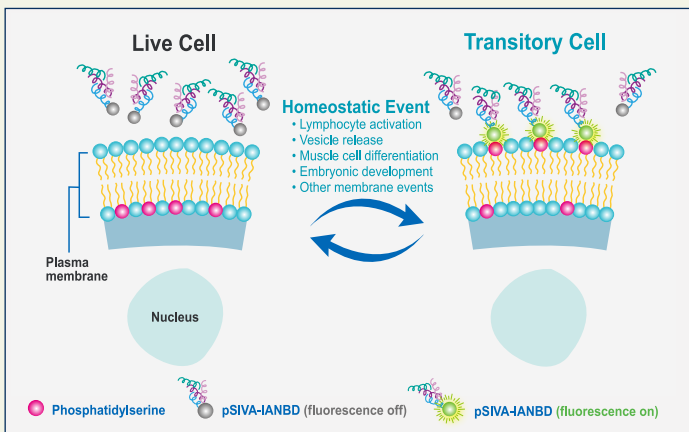 Live Cell
Transitory Cell
Homeostatic Event
• Lymphocyte activation
• Vesicle release
• Muscle cell differentiation
• Embryonic development
• Other membrane events
Plasma
membrane
Nucleus
Phosphatidylserine
pSIVA-IANBD (fluorescence off)
pSIVA-IANBD (fluorescence on)